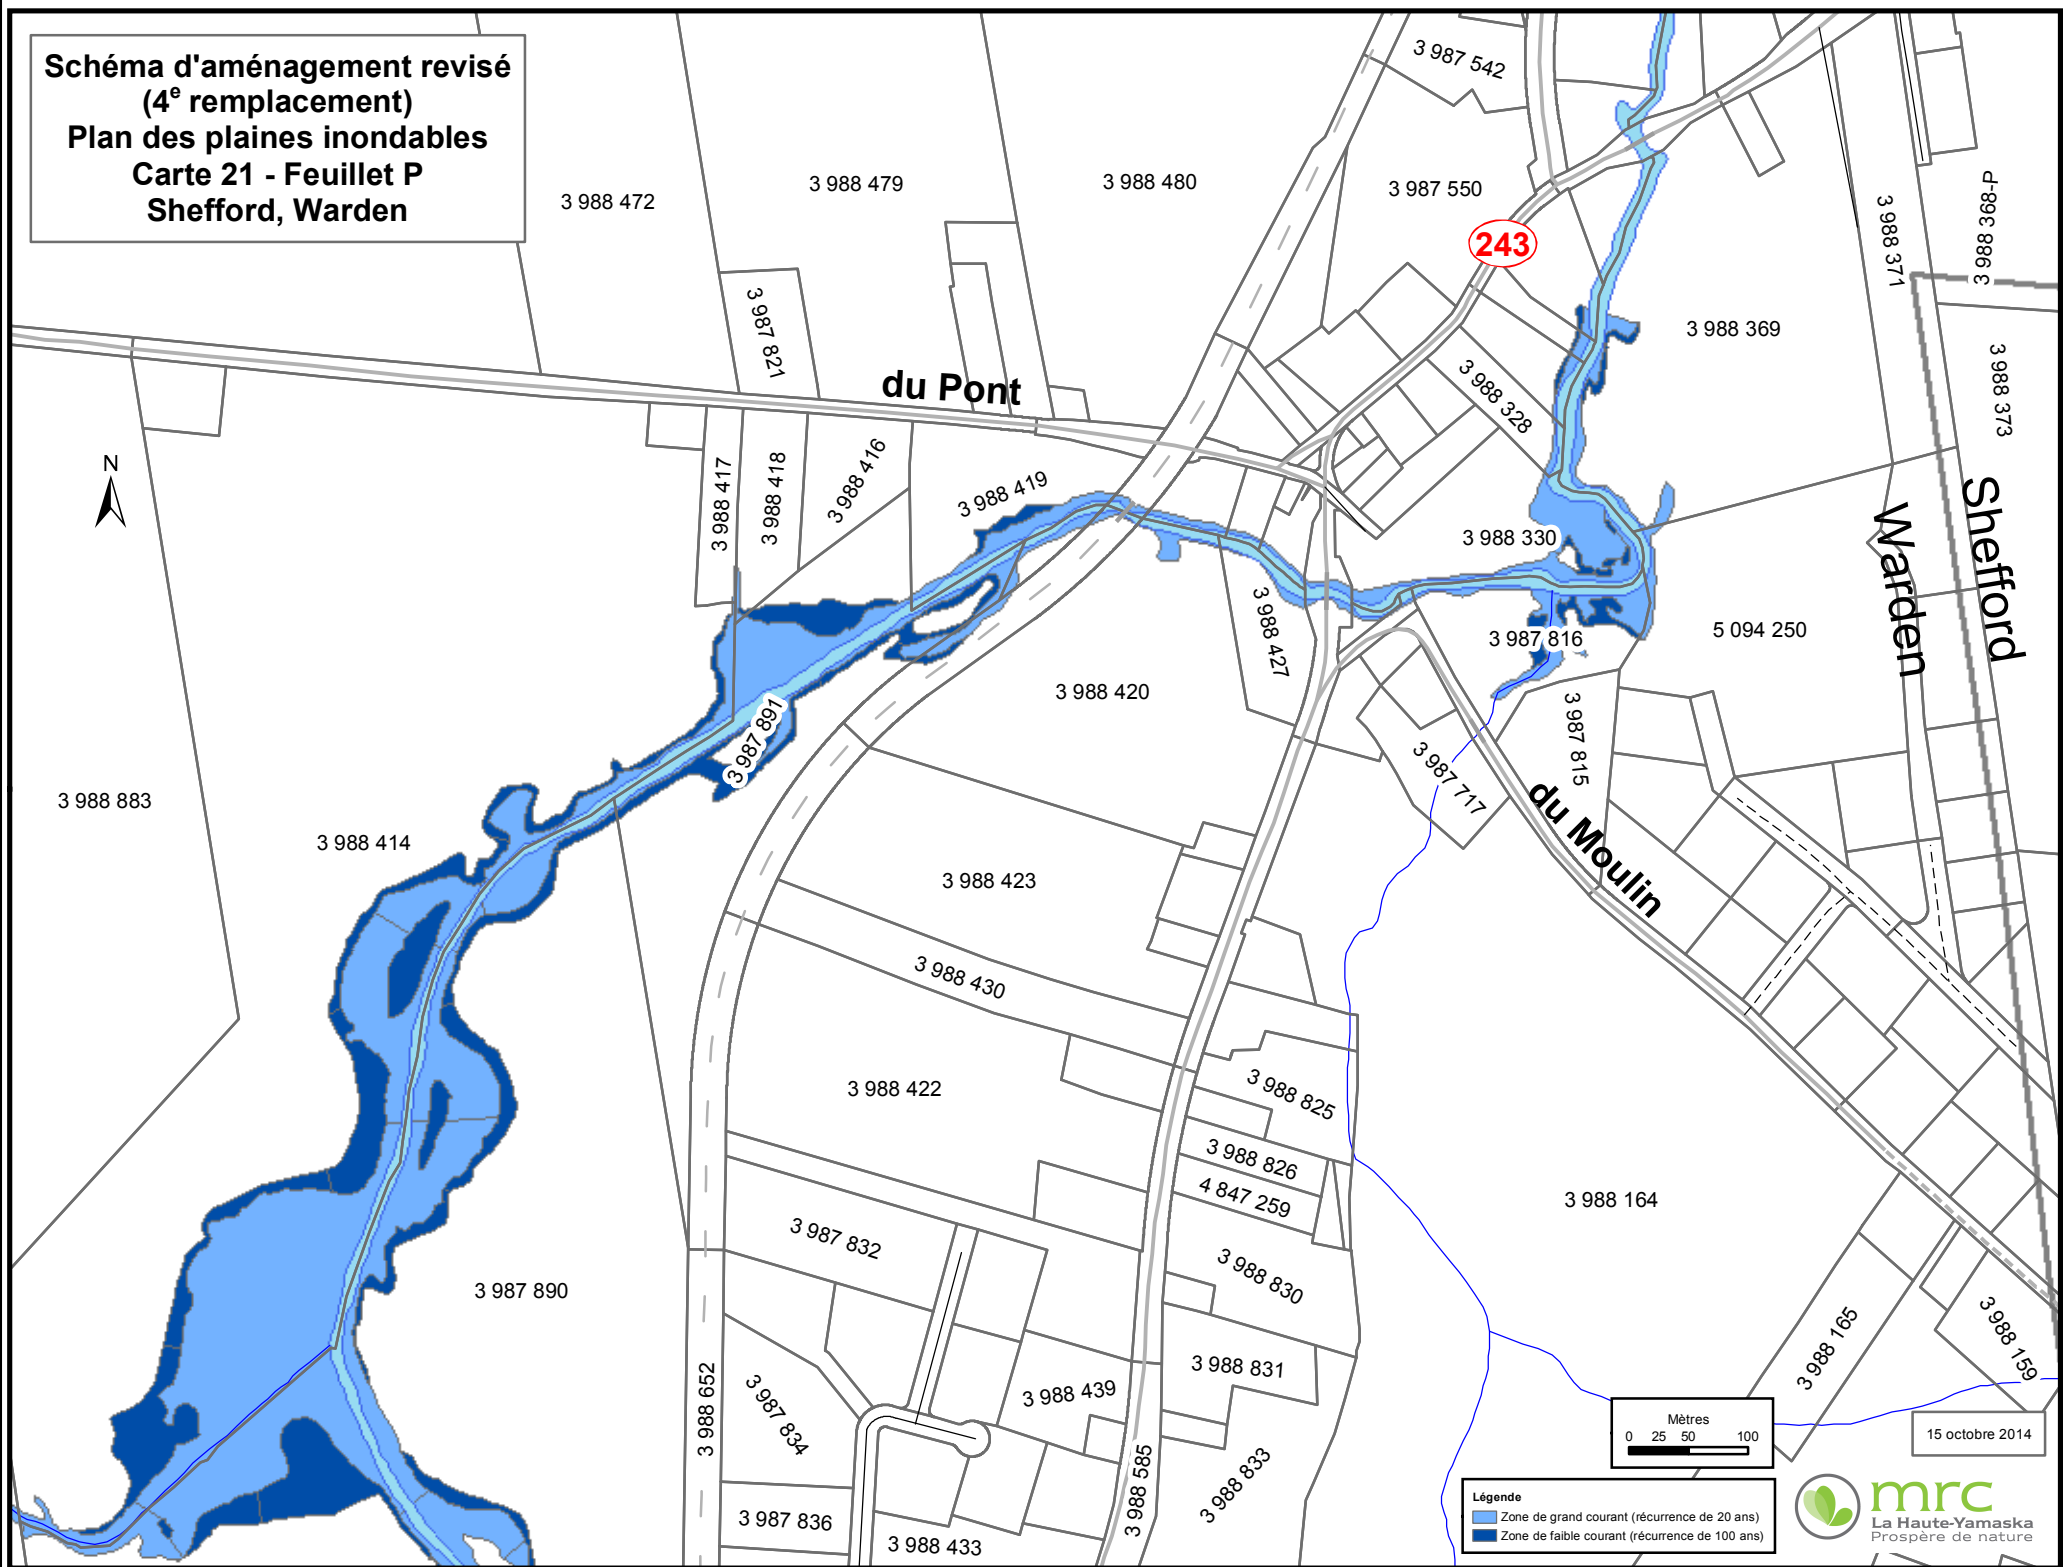 Schéma d'aménagement revisé
(4e remplacement)
Plan des plaines inondables
Carte 21 - Feuillet P
Shefford, Warden
3 987 542
3 988 472
3 988 479
3 988 480
3 987 550
243
3 988 371
3 988 368-P
3 987 821
3 988 369
3 988 373
du Pont
3 988 328
N
3 988 417
3 988 418
3 988 416
3 988 419
3 988 330
Warden
Shefford
3 988 427
3 987 816
5 094 250
3 988 420
3 987 891
3 987 815
3 987 717
du Moulin
3 988 883
3 988 414
3 988 423
3 988 430
3 988 422
3 988 825
3 988 826
4 847 259
3 988 164
3 987 832
3 988 830
3 987 890
3 988 165
3 988 159
3 988 652
3 987 834
3 988 439
3 988 831
3 988 585
3 988 833
3 987 836
3 988 433
Mètres
0 25 50 100
15 octobre 2014
Légende
Zone de grand courant (récurrence de 20 ans)
Zone de faible courant (récurrence de 100 ans)
mrc
La Haute-Yamaska
Prospère de nature